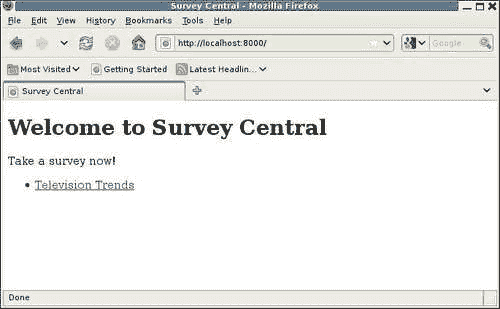 Survey Central - Mozilla Firefox
File Edit View History Bookmarks Tools Help
http://localhost:8000/ Google
Most Visited Getting Started Latest Headlin...
Survey Central
Welcome to Survey Central
Take a survey now!
• Television Trends
Done